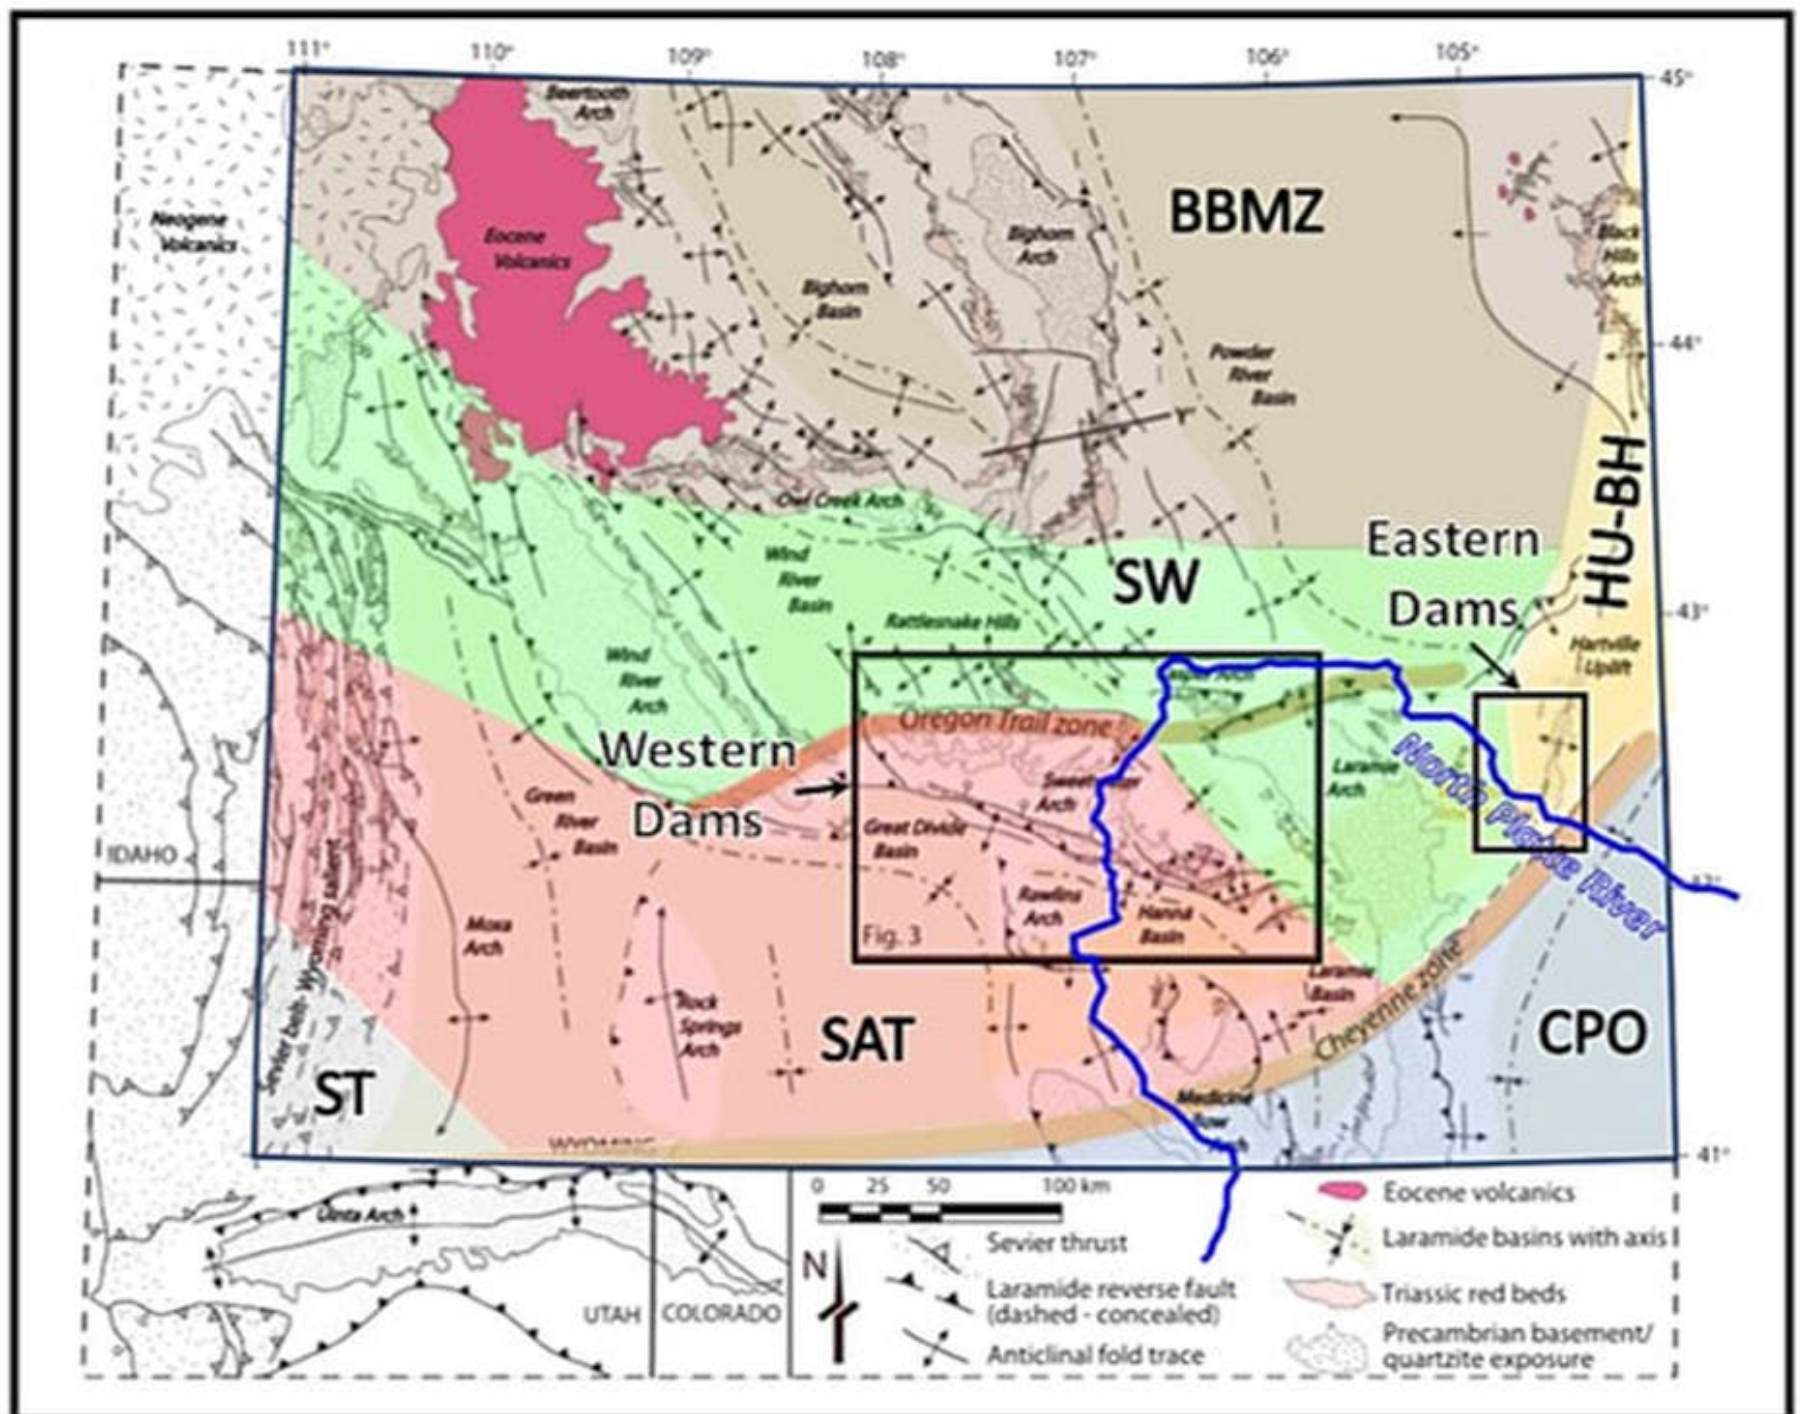 111°
110°
109°
108°
107°
106°
105°
45°
Beertooth
Arch
BBMZ
Neogene
Volcanics
Eocene
Volcanics
Bighorn
Arch
Black
Hills
Arch
Bighorn
Basin
44°
Powder
River
Basin
HU-BH
Owl Creek Arch
Eastern
Dams
Wind
River
Basin
SW
43°
Rattlesnake Hills
Hartville
Uplift
Wind
River
Arch
Oregon Trail zone
Western
Dams
Laramie
Arch
North Platte River
Arch
Green
River
Basin
Great Divide
Basin
IDAHO
Rawlins
Arch
Hanna
Basin
Fig. 3
Moxa
Arch
Sevier belt- Wyoming salient
Laramie
Basin
Rock
Springs
Arch
SAT
Cheyenne zone
CPO
ST
Medicine
Bow
WYOMING
41°
0 25 50 100 km
Eocene volcanics
Uinta Arch
Sevier thrust
Laramide basins with axis
N
Laramide reverse fault
(dashed - concealed)
Triassic red beds
UTAH
COLORADO
Anticlinal fold trace
Precambrian basement/
quartzite exposure